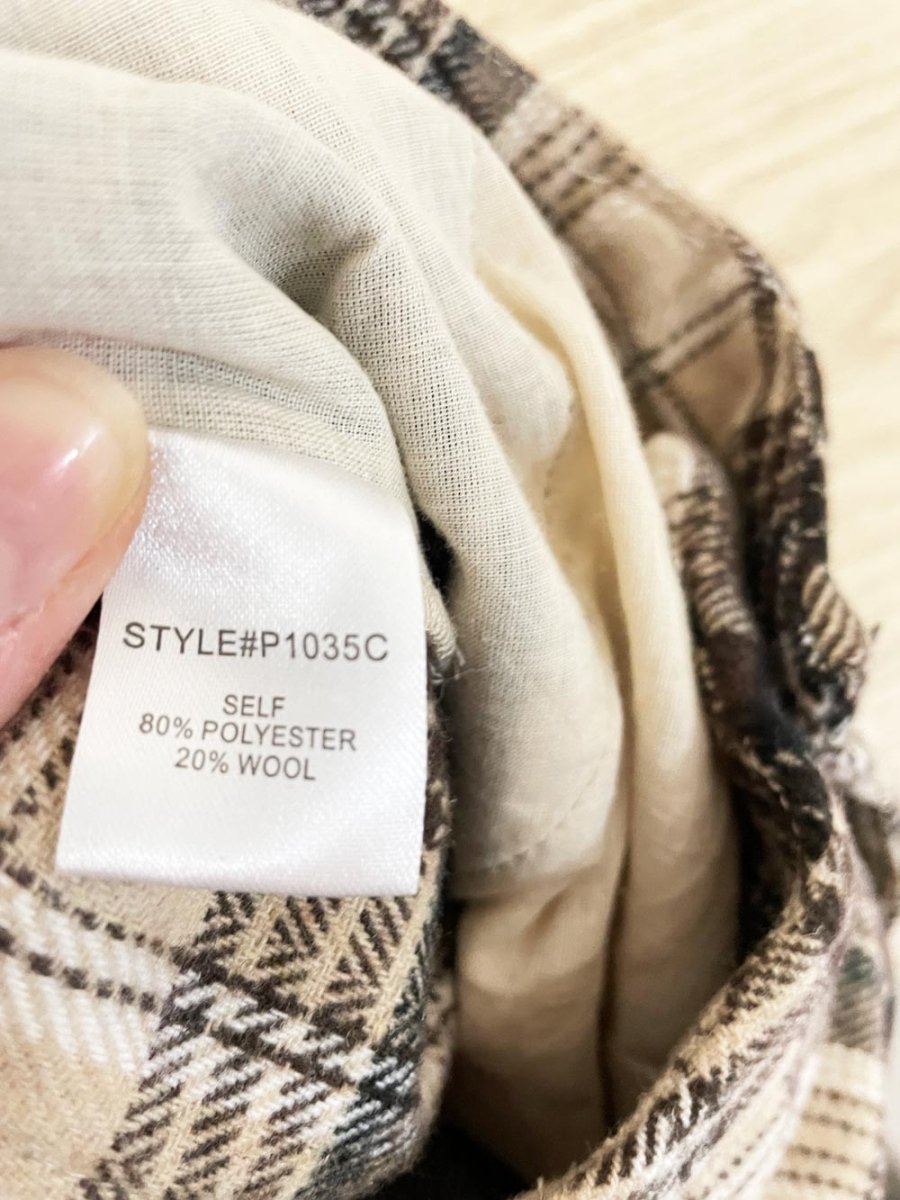 STYLE#P1035C
SELF
80% POLYESTER
20% WOOL